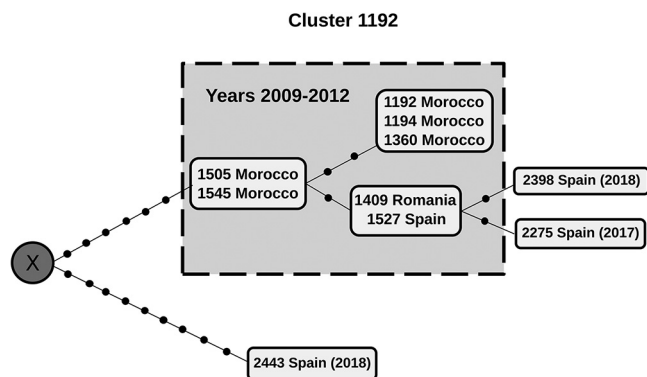 Cluster 1192
Years 2009-2012
1192 Morocco
1194 Morocco
1360 Morocco
1505 Morocco
1545 Morocco
1409 Romania
1527 Spain
2398 Spain (2018)
2275 Spain (2017)
X
2443 Spain (2018)